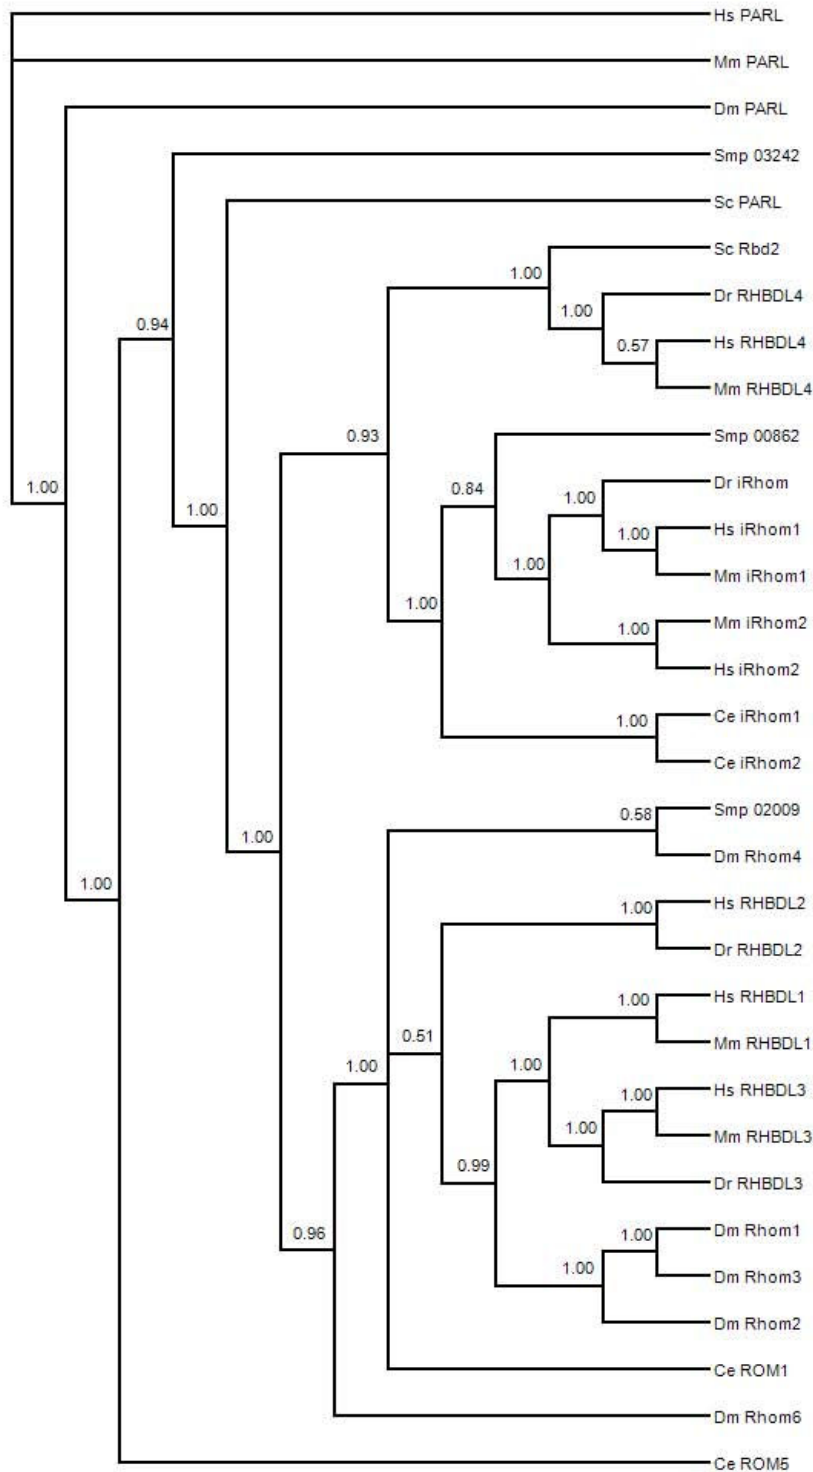 Hs PARL
Mm PARL
Dm PARL
Smp 03242
Sc PARL
Sc Rbd2
1.00
Dr RHBDL4
1.00
0.94
Hs RHBDL4
0.57
Mm RHBDL4
Smp 00862
0.93
Dr iRhom
0.84
1.00
1.00
1.00
Hs iRhom1
1.00
Mm iRhom1
1.00
1.00
Mm iRhom2
1.00
Hs iRhom2
Ce iRhom1
1.00
Ce iRhom2
Smp 02009
0.58
1.00
Dm Rhom4
1.00
Hs RHBDL2
1.00
Dr RHBDL2
Hs RHBDL1
1.00
0.51
Mm RHBDL1
1.00
1.00
Hs RHBDL3
1.00
Mm RHBDL3
1.00
0.99
Dr RHBDL3
0.96
Dm Rhom1
1.00
1.00
Dm Rhom3
Dm Rhom2
Ce ROM1
Dm Rhom6
Ce ROM5